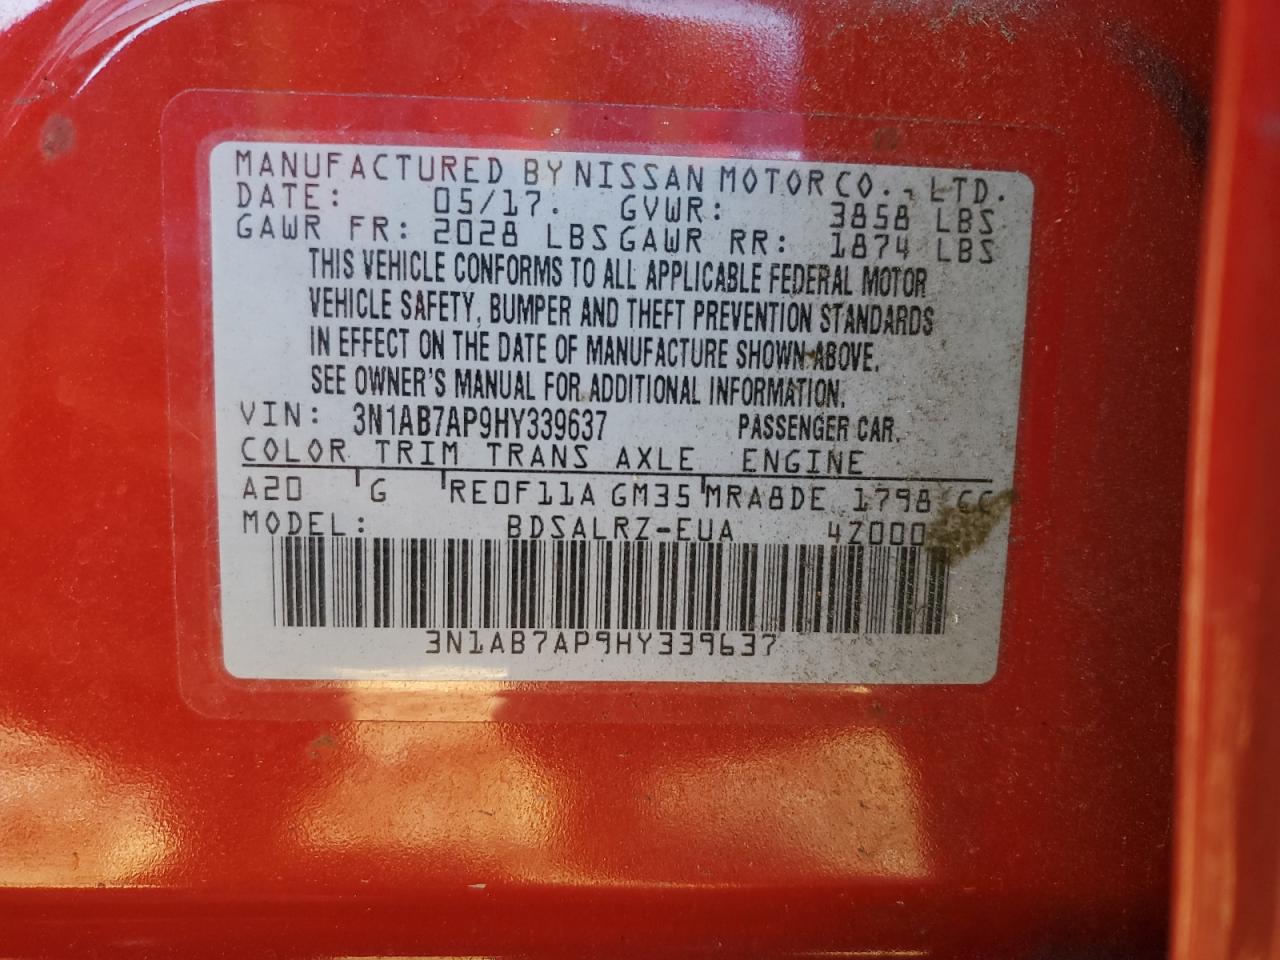 MANUFACTURED BY NISSAN MOTOR CO., LTD.
DATE: 05/17. GVWR: 3858 LBS
GAWR FR: 2028 LBS GAWR RR: 1874 LBS
THIS VEHICLE CONFORMS TO ALL APPLICABLE FEDERAL MOTOR
VEHICLE SAFETY, BUMPER AND THEFT PREVENTION STANDARDS
IN EFFECT ON THE DATE OF MANUFACTURE SHOWN ABOVE.
SEE OWNER'S MANUAL FOR ADDITIONAL INFORMATION.
VIN: 3N1AB7AP9HY339637 PASSENGER CAR.
COLOR TRIM TRANS AXLE ENGINE
A20 G RE0F11A GM35 MRA8DE 1798 CC
MODEL: BDSALRZ-EUA 4Z000
3N1AB7AP9HY339637